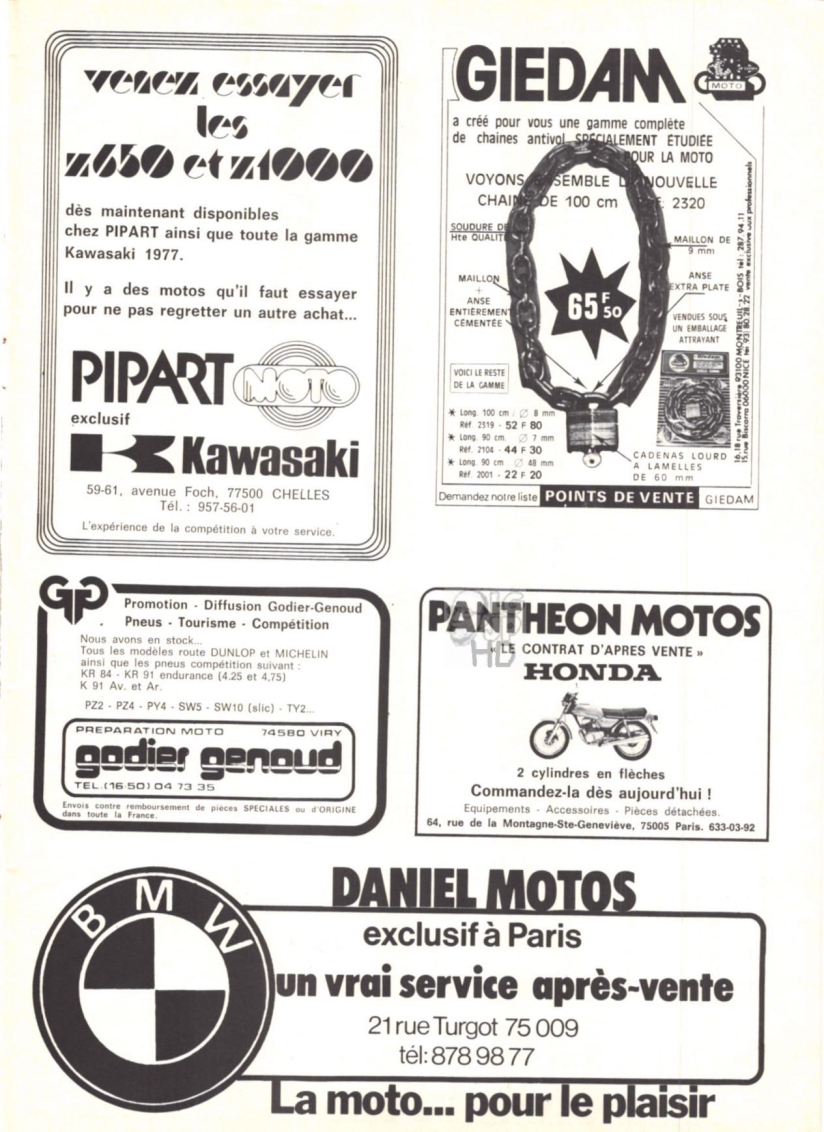 venez essayer
les
z650 et z1000
dès maintenant disponibles
chez PIPART ainsi que toute la gamme
Kawasaki 1977.
Il y a des motos qu'il faut essayer
pour ne pas regretter un autre achat...
PIPART MOTO
exclusif
Kawasaki
59-61, avenue Foch, 77500 CHELLES
Tél. : 957-56-01
L'expérience de la compétition à votre service.
GIEDAM
MOTO
a créé pour vous une gamme complète
de chaines antivol SPÉCIALEMENT ÉTUDIÉE
POUR LA MOTO
VOYONS ENSEMBLE LA NOUVELLE
CHAINE DE 100 cm 2320
SOUDURE DE
Hte QUALITÉ
MAILLON DE
9 mm
MAILLON
+
ANSE
ENTIÈREMENT
CÉMENTÉE
65 F 50
ANSE
EXTRA PLATE
VENDUES SOUS
UN EMBALLAGE
ATTRAYANT
VOICI LE RESTE
DE LA GAMME
* Long. 100 cm : ∅ 8 mm
Réf. 2319 - 52 F 80
* Long. 90 cm. ∅ 7 mm
Réf. 2104 - 44 F 30
* Long. 90 cm ∅ 48 mm
Réf. 2001 - 22 F 20
CADENAS LOURD
A LAMELLES
DE 60 mm
16.18 rue Traversière 93100 MONTREUIL-s-BOIS tél : 287.94.11
15.rue Biscarra 06000 NICE tél 93) 80 28 22 vente exclusive aux professionnels
Demandez notre liste POINTS DE VENTE GIEDAM
GG
Promotion - Diffusion Godier-Genoud
Pneus - Tourisme - Compétition
Nous avons en stock...
Tous les modèles route DUNLOP et MICHELIN
ainsi que les pneus compétition suivant :
KR 84 - KR 91 endurance (4.25 et 4,75)
K 91 Av. et Ar.
PZ2 - PZ4 - PY4 - SW5 - SW10 (slic) - TY2...
PREPARATION MOTO 74580 VIRY
godier genoud
TEL.(16·50) 04 73 35
Envois contre remboursement de pièces SPECIALES ou d'ORIGINE
dans toute la France.
PANTHEON MOTOS
HD
« LE CONTRAT D'APRES VENTE »
HONDA
2 cylindres en flèches
Commandez-la dès aujourd'hui !
Equipements - Accessoires - Pièces détachées.
64, rue de la Montagne-Ste-Geneviève, 75005 Paris. 633-03-92
BMW
DANIEL MOTOS
exclusif à Paris
un vrai service après-vente
21 rue Turgot 75 009
tél: 878 98 77
La moto... pour le plaisir